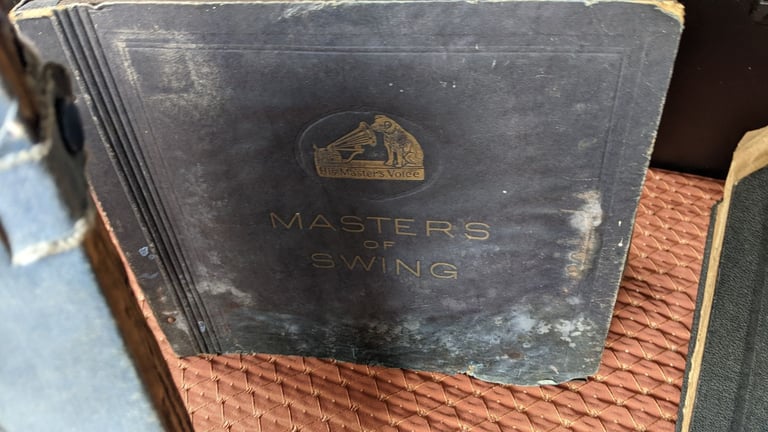 His Master's Voice
MASTERS
OF
SWING